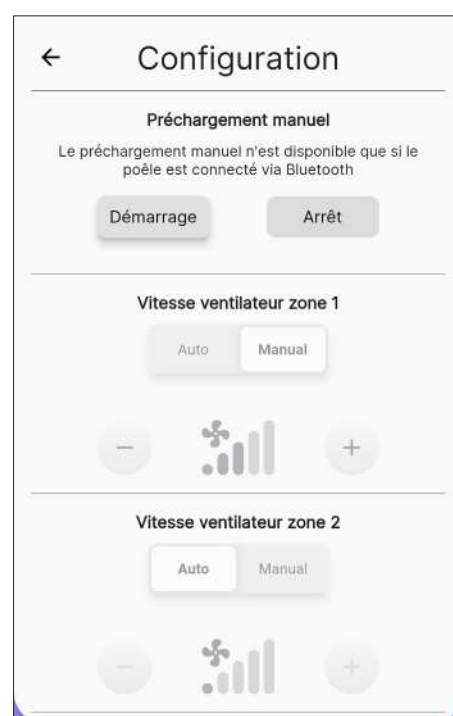 Configuration
Préchargement manuel
Le préchargement manuel n'est disponible que si le
poêle est connecté via Bluetooth
Démarrage Arrêt
Vitesse ventilateur zone 1
Auto Manual
− +
Vitesse ventilateur zone 2
Auto Manual
− +